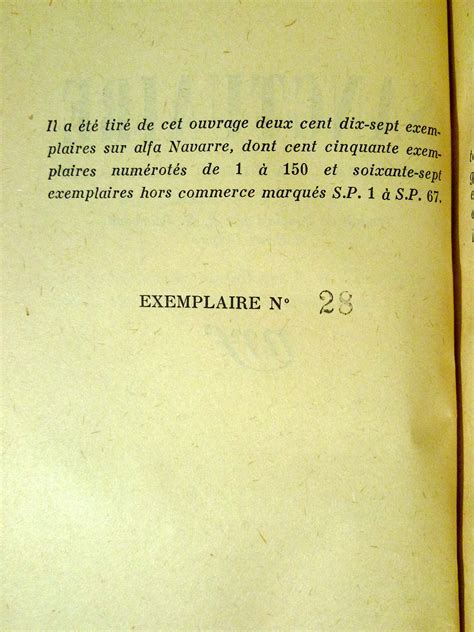 Il a été tiré de cet ouvrage deux cent dix-sept exem-
plaires sur alfa Navarre, dont cent cinquante exem-
plaires numérotés de 1 à 150 et soixante-sept
exemplaires hors commerce marqués S.P. 1 à S.P. 67.
EXEMPLAIRE N° 28